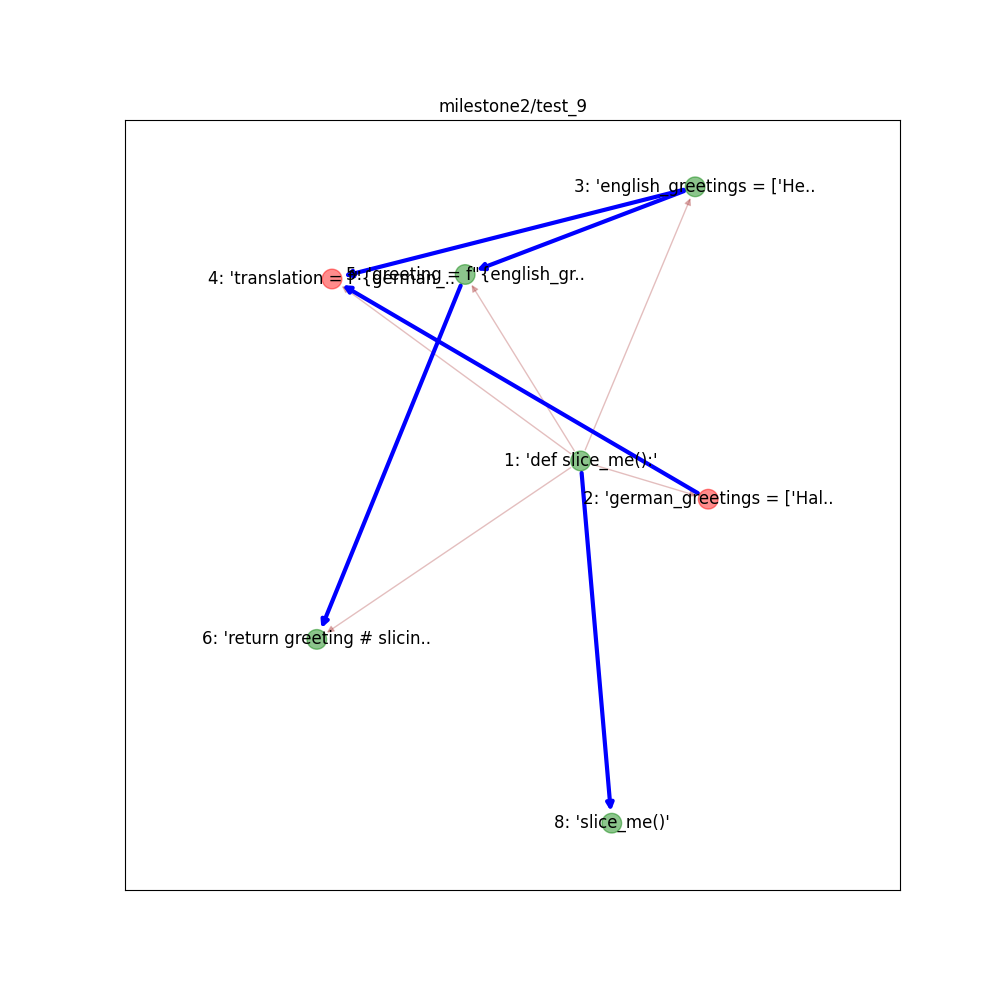 milestone2/test_9
3: 'english_greetings = ['He..
5: 'greeting = f"{english_gr..
4: 'translation = f"{german_..
1: 'def slice_me():'
2: 'german_greetings = ['Hal..
6: 'return greeting # slicin..
8: 'slice_me()'